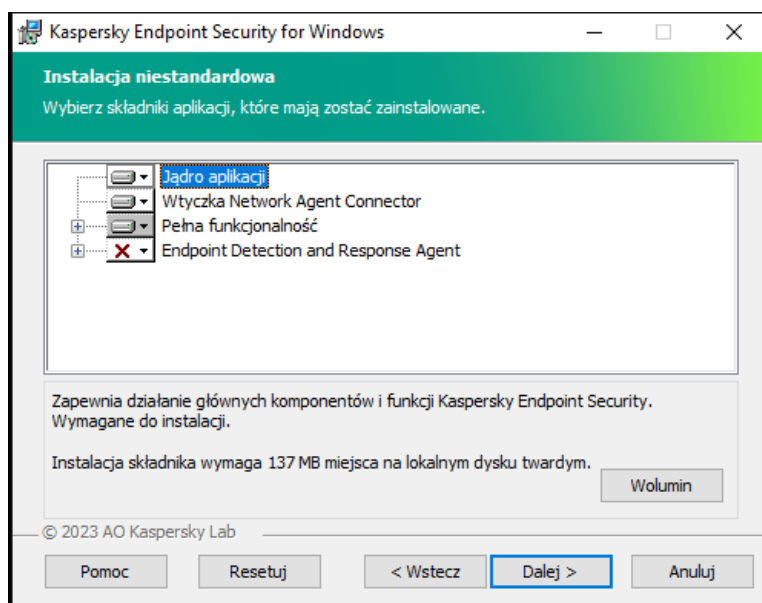 Kaspersky Endpoint Security for Windows
Instalacja niestandardowa
Wybierz składniki aplikacji, które mają zostać zainstalowane.
Jądro aplikacji
Wtyczka Network Agent Connector
Pełna funkcjonalność
Endpoint Detection and Response Agent
Zapewnia działanie głównych komponentów i funkcji Kaspersky Endpoint Security.
Wymagane do instalacji.
Instalacja składnika wymaga 137 MB miejsca na lokalnym dysku twardym.
Wolumin
© 2023 AO Kaspersky Lab
Pomoc Resetuj < Wstecz Dalej > Anuluj